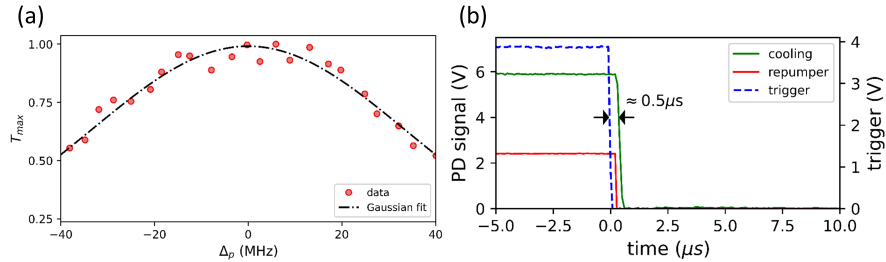 (a)
1.00
0.75
0.50
0.25
T_max
−40
−20
0
20
40
Δ_p (MHz)
data
Gaussian fit
(b)
6
4
2
0
PD signal (V)
4
3
2
1
0
trigger (V)
−5.0
−2.5
0.0
2.5
5.0
7.5
10.0
time (μs)
cooling
repumper
trigger
≈ 0.5μs